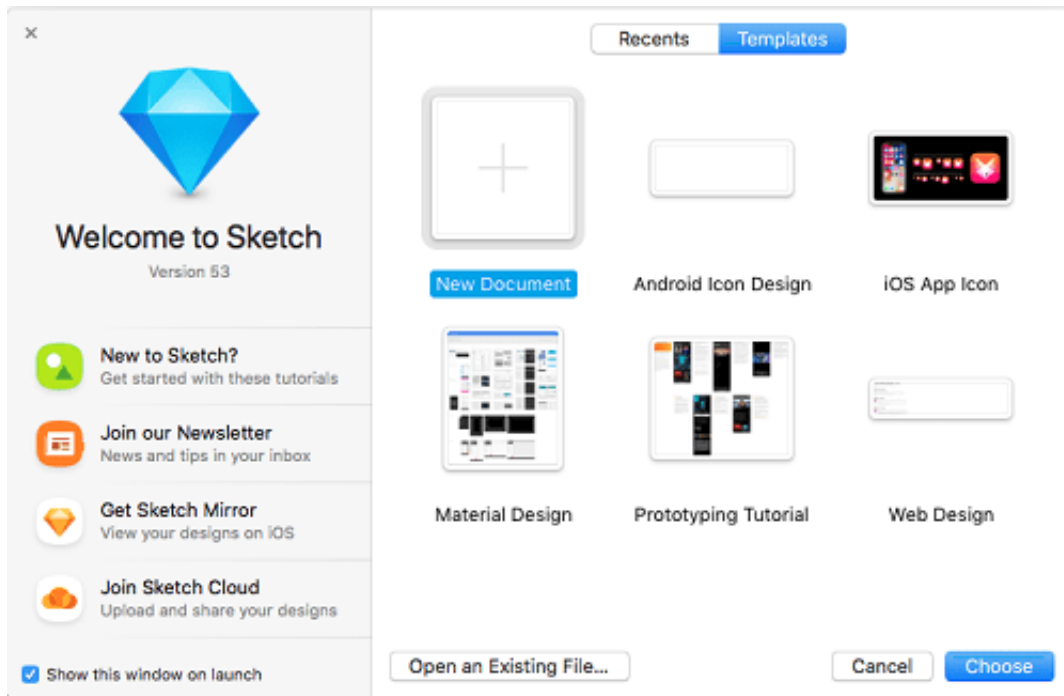 Welcome to Sketch
Version 53
New to Sketch?
Get started with these tutorials
Join our Newsletter
News and tips in your inbox
Get Sketch Mirror
View your designs on iOS
Join Sketch Cloud
Upload and share your designs
Show this window on launch
Recents Templates
New Document Android Icon Design iOS App Icon
Material Design Prototyping Tutorial Web Design
Open an Existing File... Cancel Choose